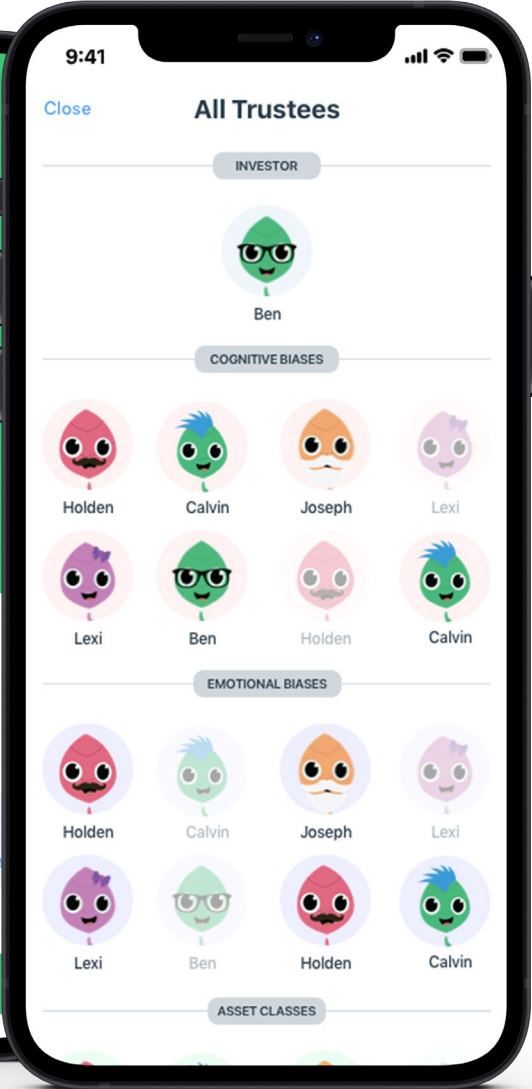 9:41
Close All Trustees
INVESTOR
Ben
COGNITIVE BIASES
Holden Calvin Joseph Lexi
Lexi Ben Holden Calvin
EMOTIONAL BIASES
Holden Calvin Joseph Lexi
Lexi Ben Holden Calvin
ASSET CLASSES